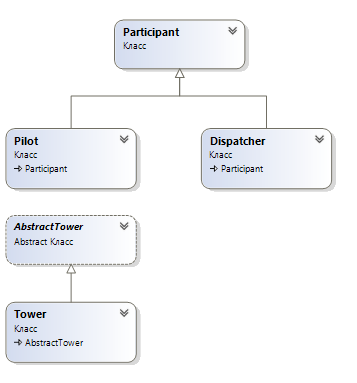 Participant
Класс
Pilot
Класс
Participant
Dispatcher
Класс
Participant
AbstractTower
Abstract Класс
Tower
Класс
AbstractTower